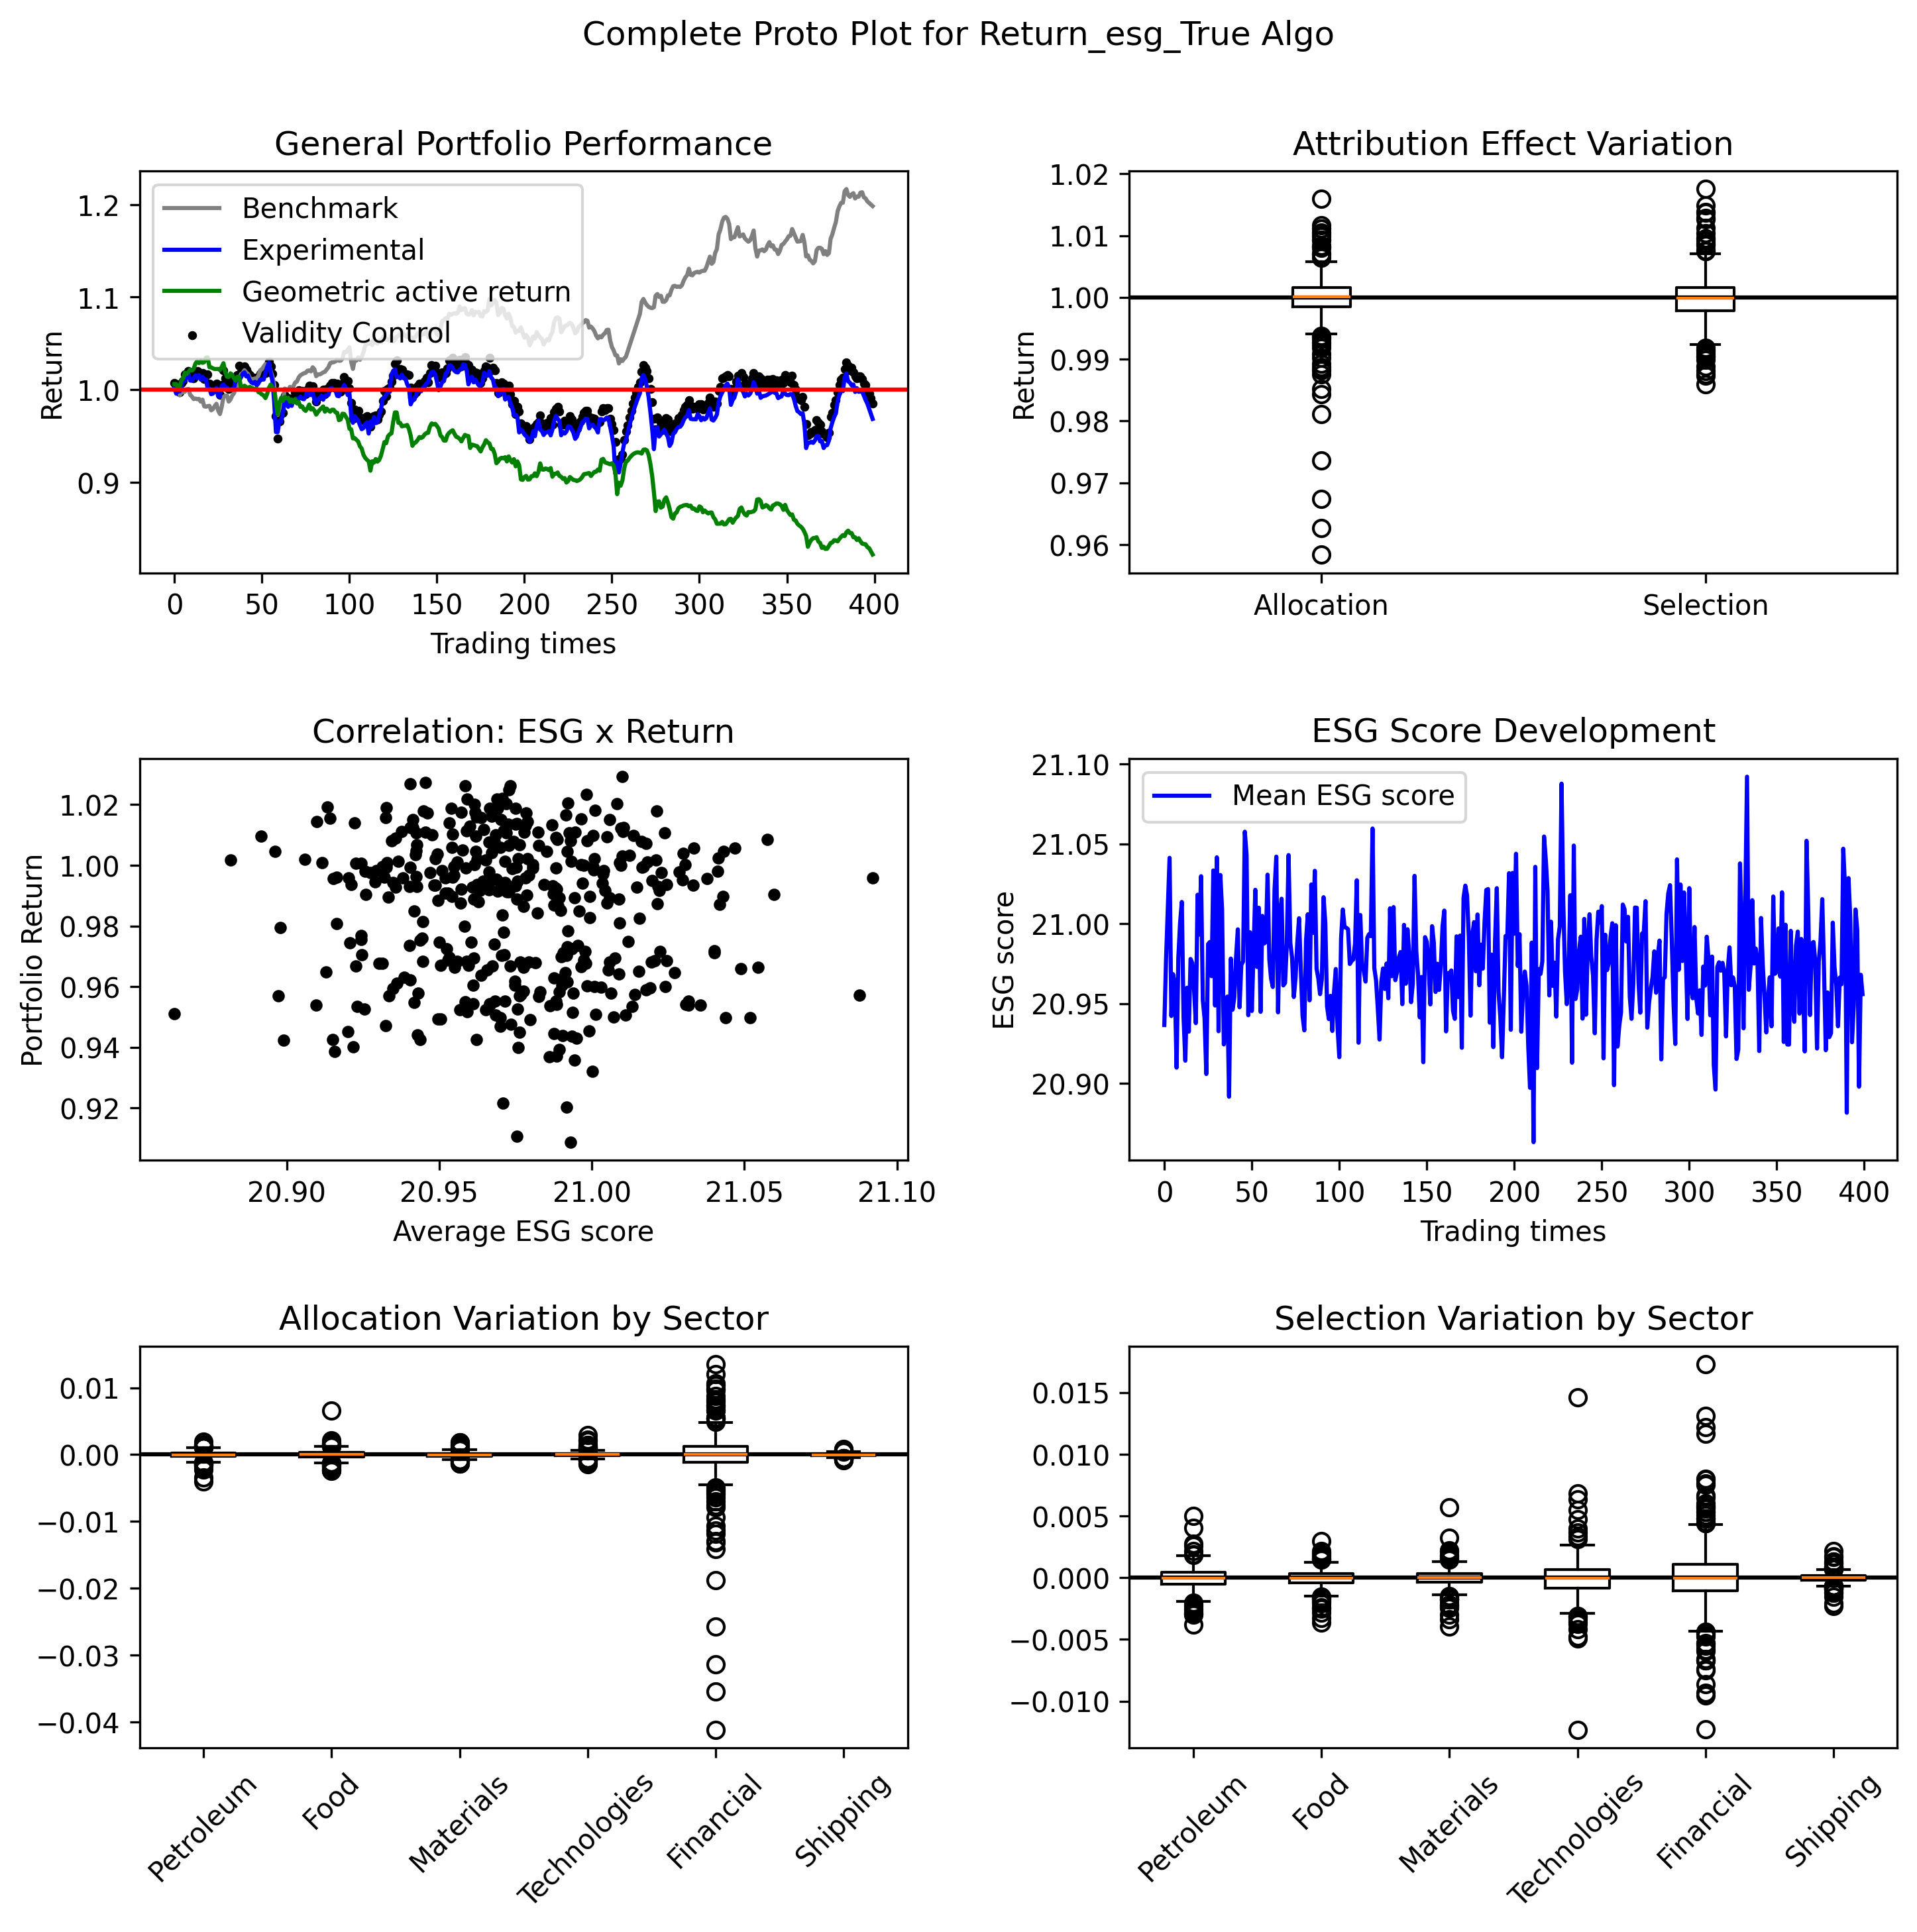 Complete Proto Plot for Return_esg_True Algo
General Portfolio Performance
Return
1.2
1.1
1.0
0.9
Benchmark
Experimental
Geometric active return
Validity Control
0 50 100 150 200 250 300 350 400
Trading times
Attribution Effect Variation
Return
1.02
1.01
1.00
0.99
0.98
0.97
0.96
Allocation Selection
Correlation: ESG x Return
Portfolio Return
1.02
1.00
0.98
0.96
0.94
0.92
20.90 20.95 21.00 21.05 21.10
Average ESG score
ESG Score Development
ESG score
21.10
21.05
21.00
20.95
20.90
Mean ESG score
0 50 100 150 200 250 300 350 400
Trading times
Allocation Variation by Sector
0.01
0.00
−0.01
−0.02
−0.03
−0.04
Petroleum
Food
Materials
Technologies
Financial
Shipping
Selection Variation by Sector
0.015
0.010
0.005
0.000
−0.005
−0.010
Petroleum
Food
Materials
Technologies
Financial
Shipping